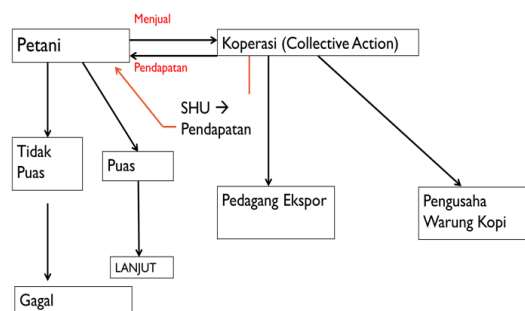 Menjual
Petani
Koperasi (Collective Action)
Pendapatan
SHU →
Pendapatan
Tidak
Puas
Puas
Pedagang Ekspor
Pengusaha
Warung Kopi
LANJUT
Gagal